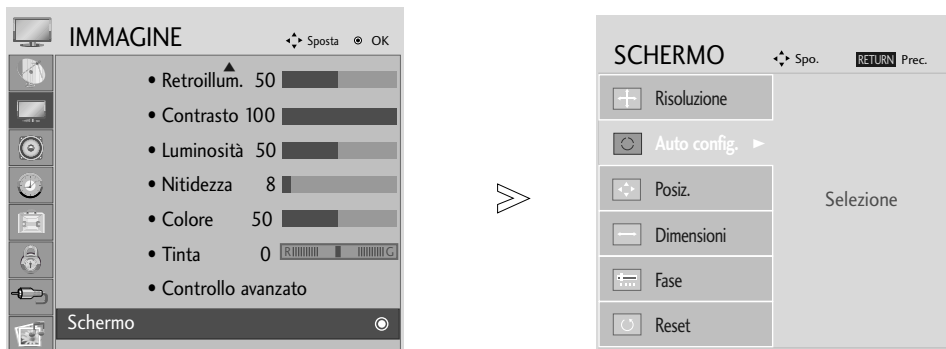 IMMAGINE
Sposta OK
• Retroillum. 50
• Contrasto 100
• Luminosità 50
• Nitidezza 8
• Colore 50
• Tinta 0 R G
• Controllo avanzato
Schermo
SCHERMO
Spo. RETURN Prec.
Risoluzione
Auto config.
Posiz.
Dimensioni
Fase
Reset
Selezione